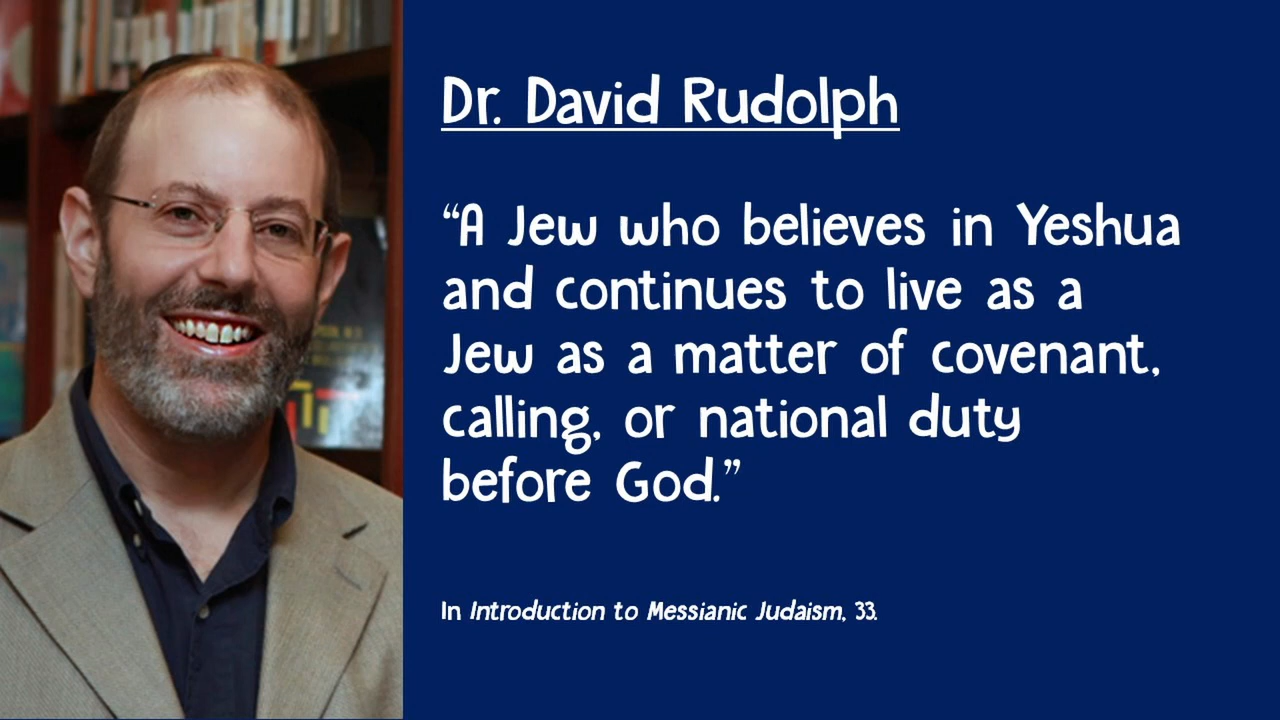 Dr. David Rudolph
“A Jew who believes in Yeshua
and continues to live as a
Jew as a matter of covenant,
calling, or national duty
before God.”
In Introduction to Messianic Judaism, 33.